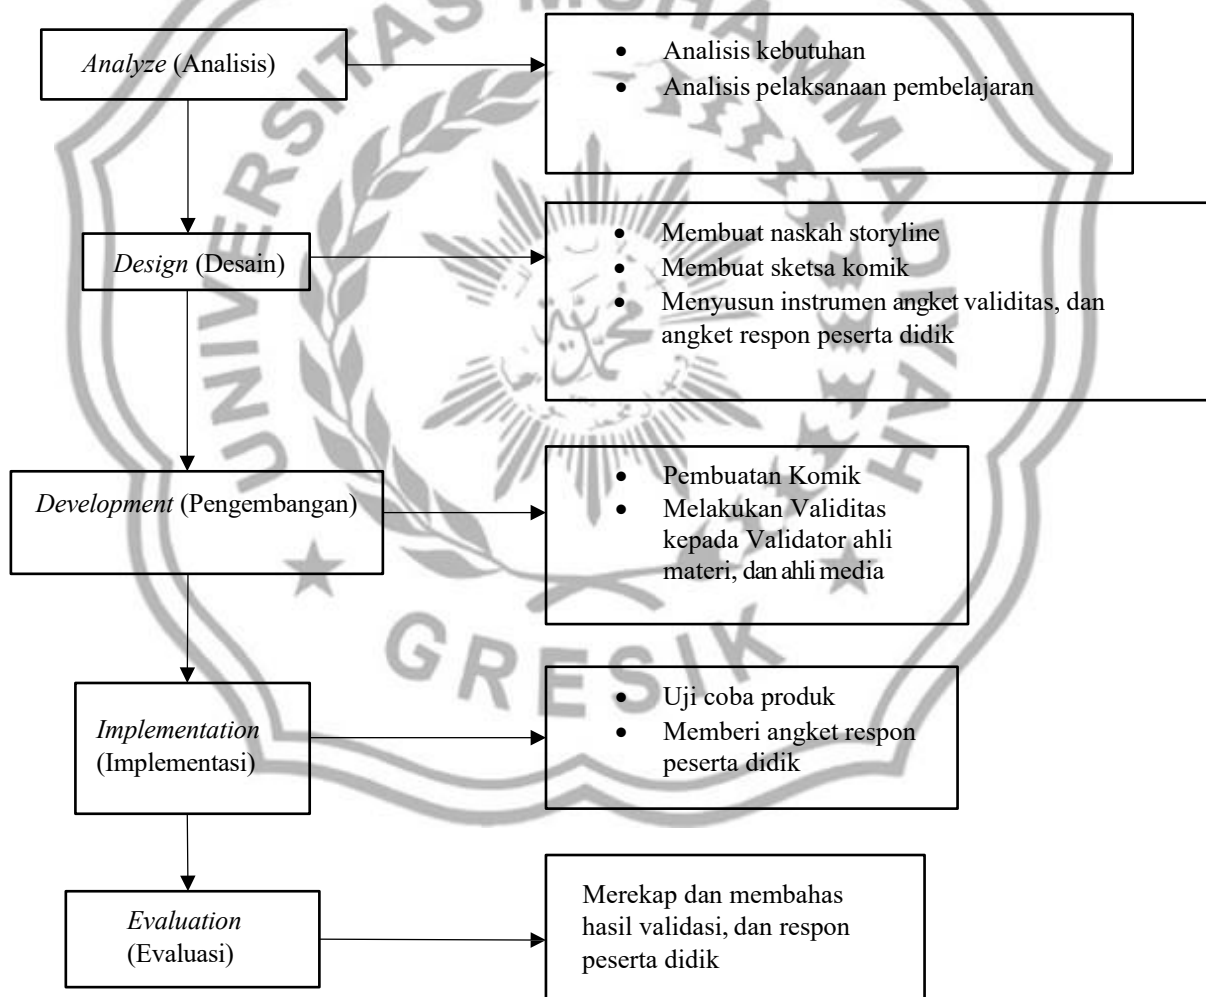 UNIVERSITAS MUHAMMADIYAH
GRESIK
Analyze (Analisis)
• Analisis kebutuhan
• Analisis pelaksanaan pembelajaran
Design (Desain)
• Membuat naskah storyline
• Membuat sketsa komik
• Menyusun instrumen angket validitas, dan
angket respon peserta didik
Development (Pengembangan)
• Pembuatan Komik
• Melakukan Validitas
kepada Validator ahli
materi, dan ahli media
Implementation
(Implementasi)
• Uji coba produk
• Memberi angket respon
peserta didik
Evaluation
(Evaluasi)
Merekap dan membahas
hasil validasi, dan respon
peserta didik